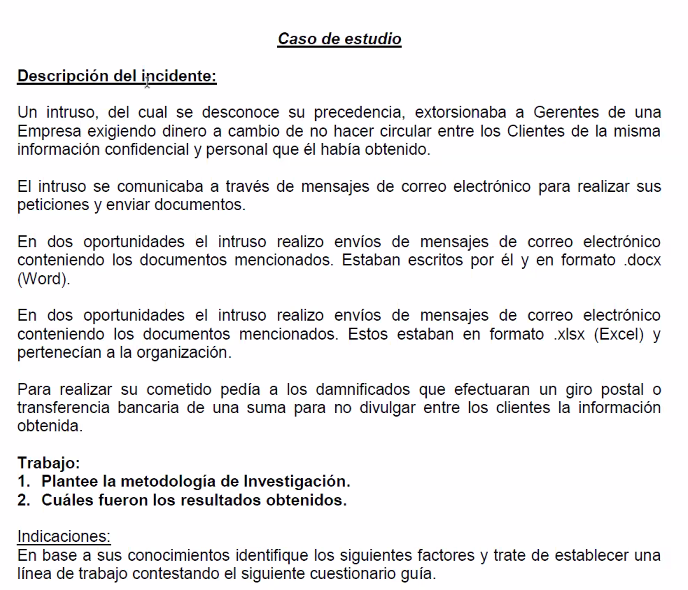 Caso de estudio
Descripción del incidente:
Un intruso, del cual se desconoce su precedencia, extorsionaba a Gerentes de una
Empresa exigiendo dinero a cambio de no hacer circular entre los Clientes de la misma
información confidencial y personal que él había obtenido.
El intruso se comunicaba a través de mensajes de correo electrónico para realizar sus
peticiones y enviar documentos.
En dos oportunidades el intruso realizo envíos de mensajes de correo electrónico
conteniendo los documentos mencionados. Estaban escritos por él y en formato .docx
(Word).
En dos oportunidades el intruso realizo envíos de mensajes de correo electrónico
conteniendo los documentos mencionados. Estos estaban en formato .xlsx (Excel) y
pertenecían a la organización.
Para realizar su cometido pedía a los damnificados que efectuaran un giro postal o
transferencia bancaria de una suma para no divulgar entre los clientes la información
obtenida.
Trabajo:
1. Plantee la metodología de Investigación.
2. Cuáles fueron los resultados obtenidos.
Indicaciones:
En base a sus conocimientos identifique los siguientes factores y trate de establecer una
línea de trabajo contestando el siguiente cuestionario guía.